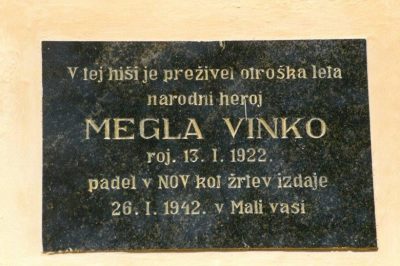 V tej hiši je preživel otroška leta
narodni heroj
MEGLA VINKO
roj. 13. I. 1922.
padel v NOV kot žrtev izdaje
26. I. 1942. v Mali vasi